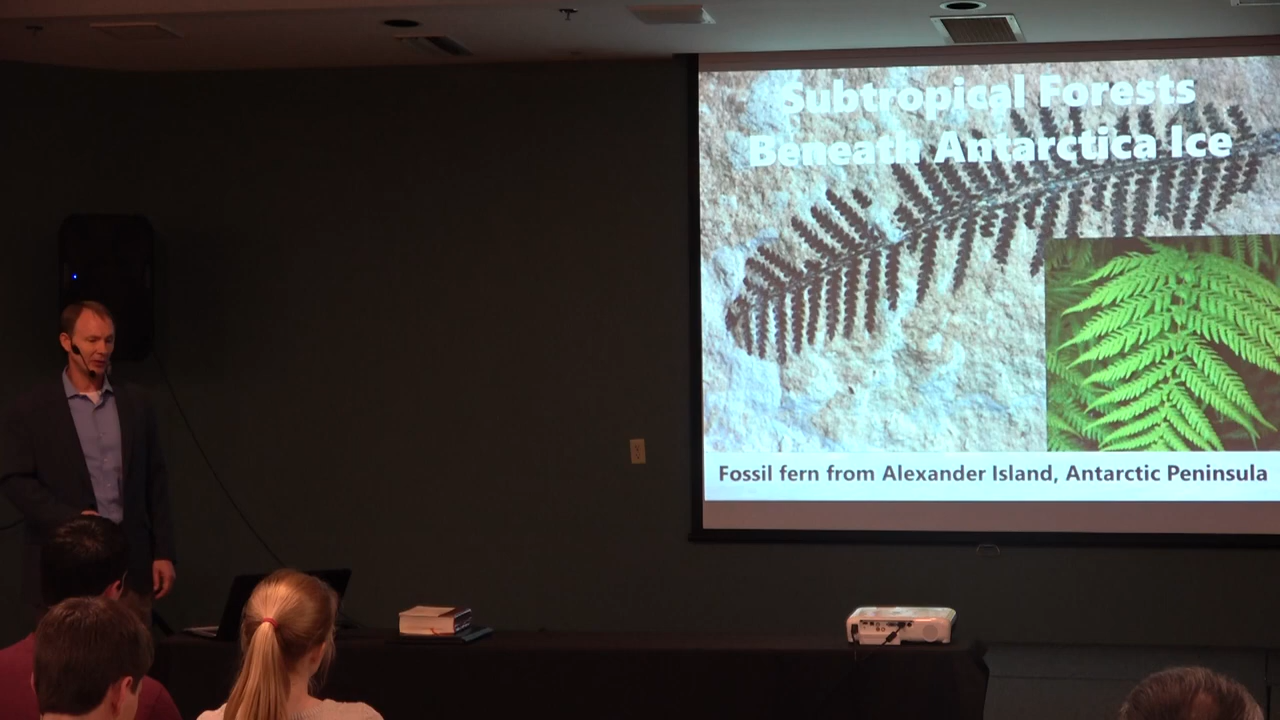 Subtropical Forests
Beneath Antarctica Ice
Fossil fern from Alexander Island, Antarctic Peninsula